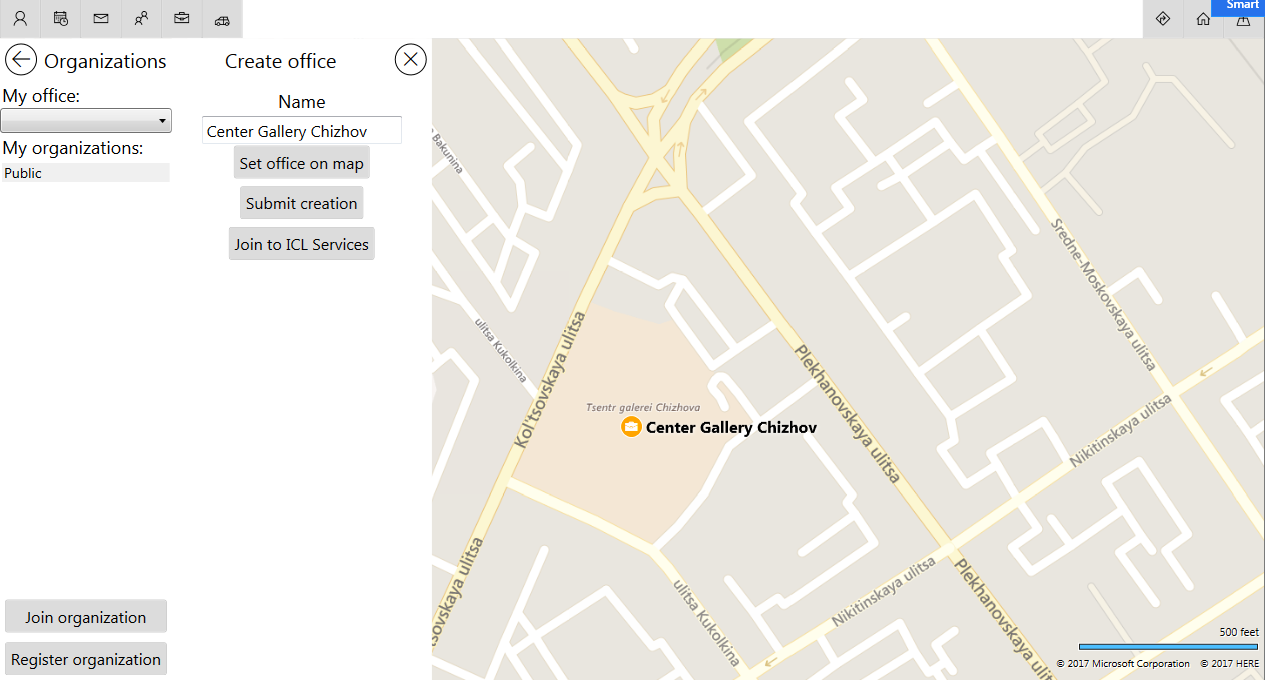 Smart
Organizations
Create office
My office:
Name
Center Gallery Chizhov
My organizations:
Set office on map
Public
Submit creation
Join to ICL Services
Bakunina
Sredne-Moskovskaya ulitsa
Kol'tsovskaya ulitsa
ulitsa Kukolkina
Plekhanovskaya ulitsa
Tsentr galerei Chizhova
Center Gallery Chizhov
Nikitinskaya ulitsa
ulitsa
Nikitinskaya ulitsa
Plekhanovskaya ulitsa
ulitsa Kukolkina
Join organization
Register organization
500 feet
© 2017 Microsoft Corporation © 2017 HERE